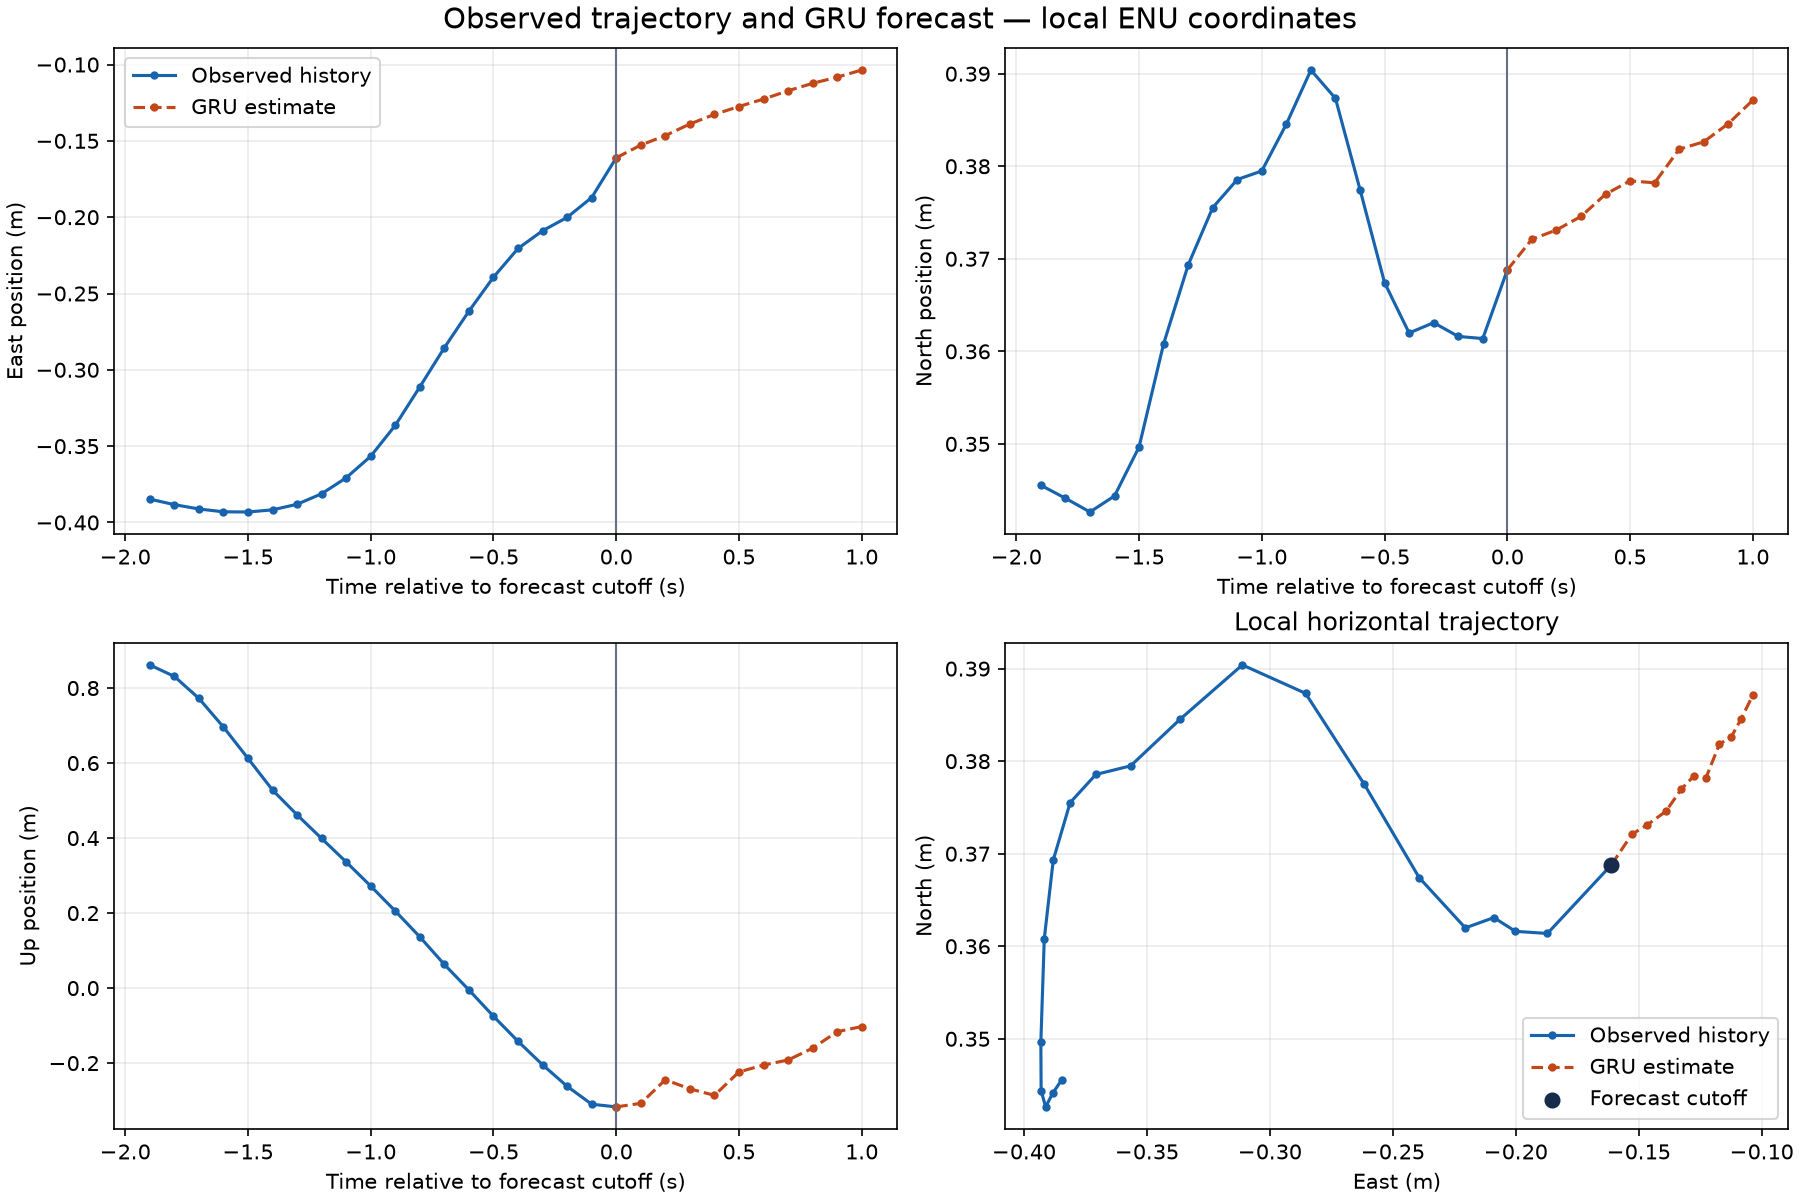 Observed trajectory and GRU forecast — local ENU coordinates
Observed history
GRU estimate
East position (m)
−0.10
−0.15
−0.20
−0.25
−0.30
−0.35
−0.40
−2.0 −1.5 −1.0 −0.5 0.0 0.5 1.0
Time relative to forecast cutoff (s)
North position (m)
0.39
0.38
0.37
0.36
0.35
−2.0 −1.5 −1.0 −0.5 0.0 0.5 1.0
Time relative to forecast cutoff (s)
Up position (m)
0.8
0.6
0.4
0.2
0.0
−0.2
−2.0 −1.5 −1.0 −0.5 0.0 0.5 1.0
Time relative to forecast cutoff (s)
Local horizontal trajectory
North (m)
0.39
0.38
0.37
0.36
0.35
Observed history
GRU estimate
Forecast cutoff
−0.40 −0.35 −0.30 −0.25 −0.20 −0.15 −0.10
East (m)